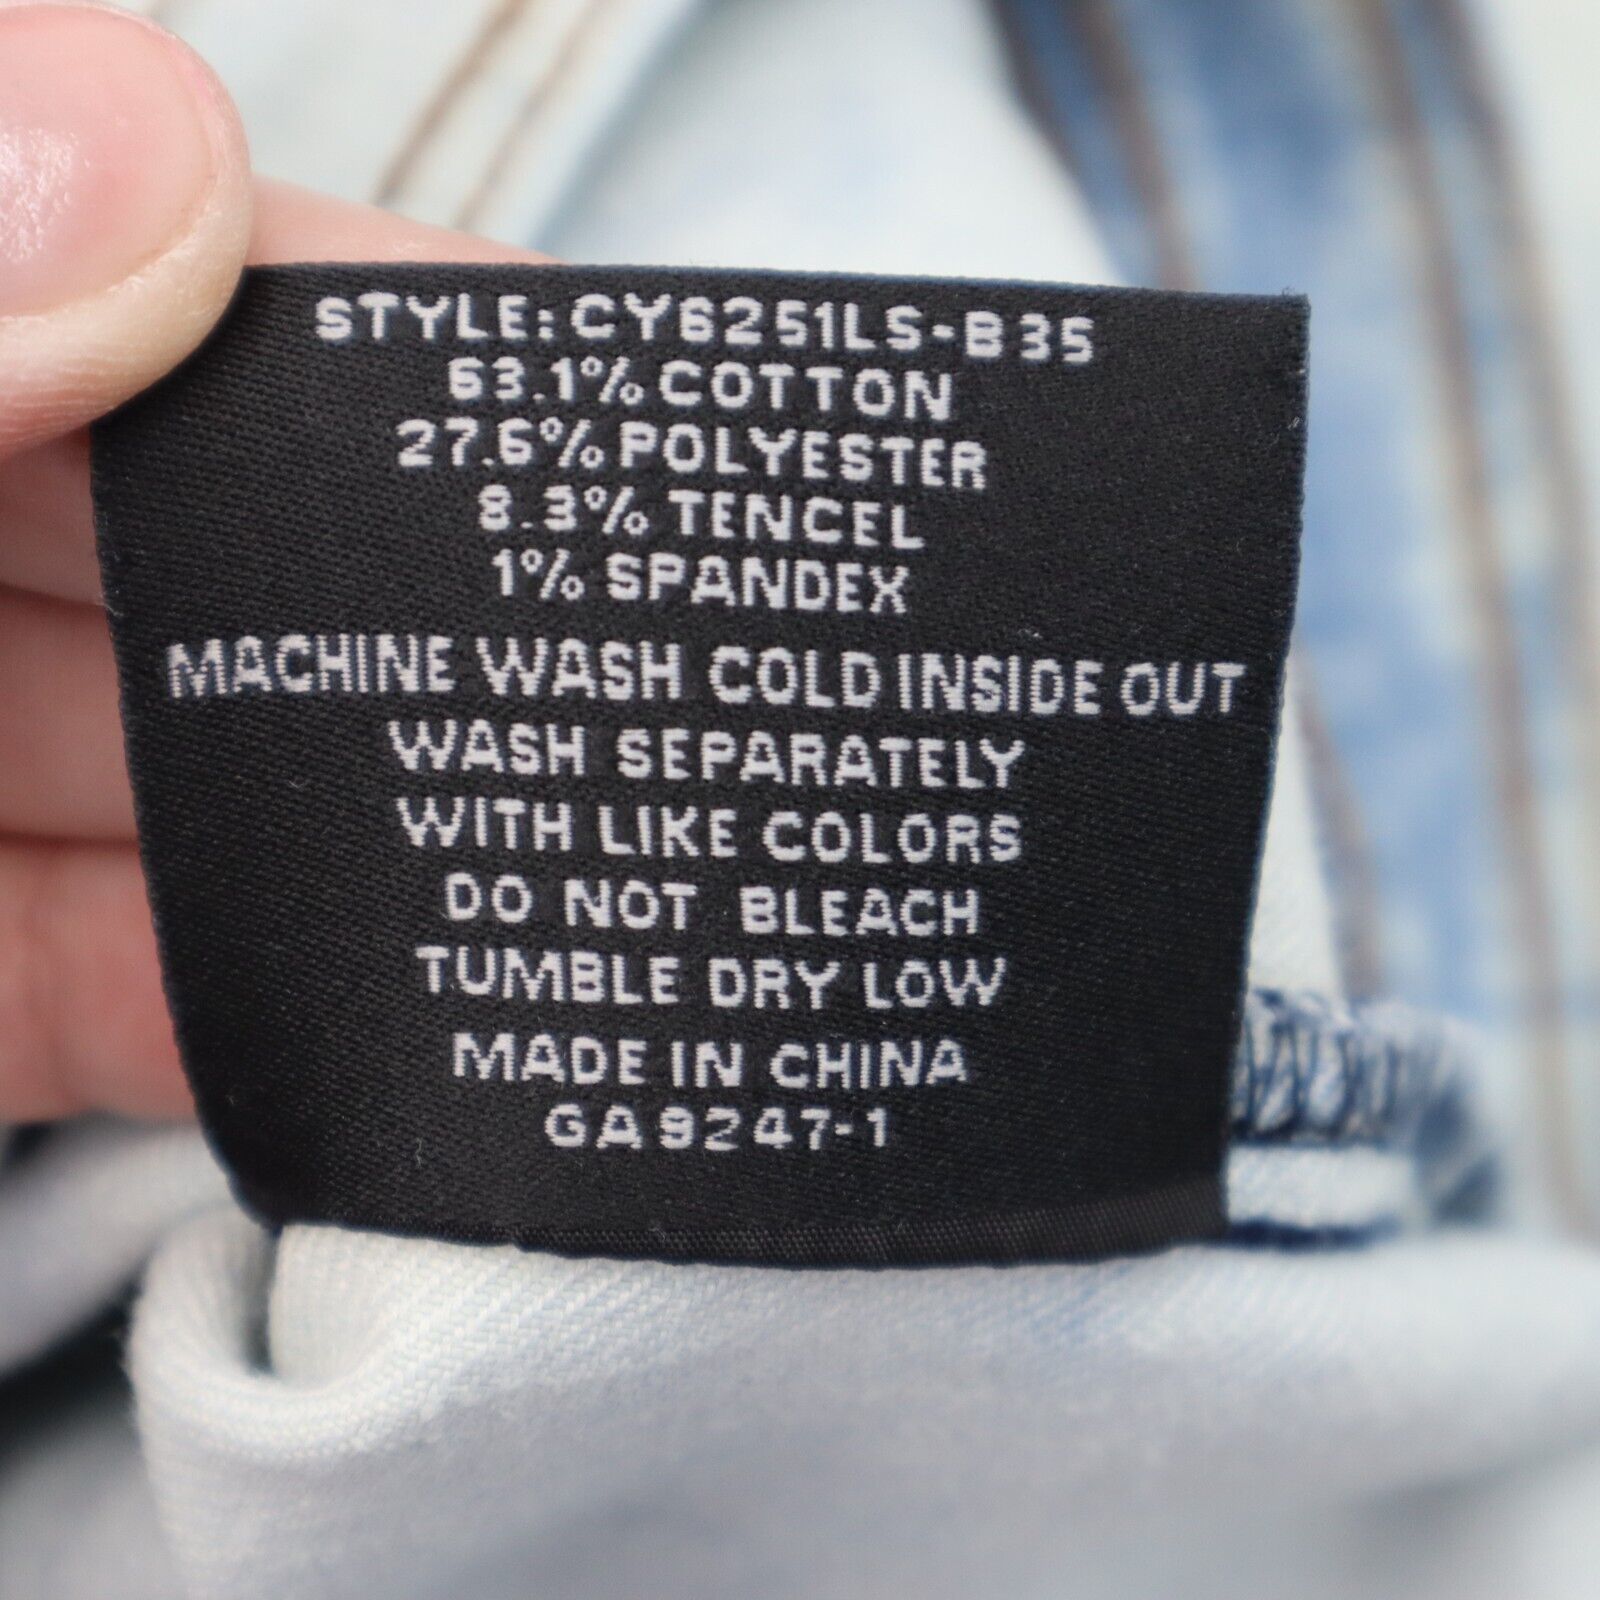 STYLE: CY6251LS-B35
63.1% COTTON
27.6% POLYESTER
8.3% TENCEL
1% SPANDEX
MACHINE WASH COLD INSIDE OUT
WASH SEPARATELY
WITH LIKE COLORS
DO NOT BLEACH
TUMBLE DRY LOW
MADE IN CHINA
GA9247-1